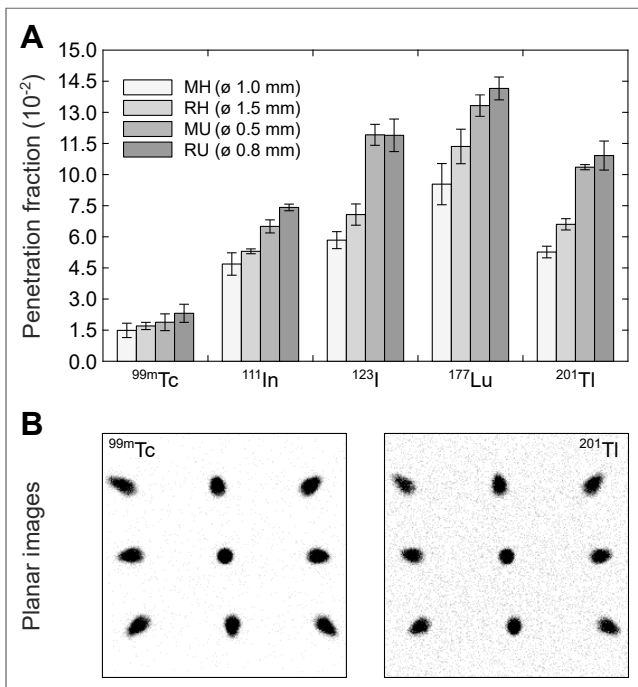 A
Penetration fraction (10⁻²)
15.0
14.5
11.5
10.0
7.5
6.0
4.5
3.0
1.5
0.0
MH (ø 1.0 mm)
RH (ø 1.5 mm)
MU (ø 0.5 mm)
RU (ø 0.8 mm)
⁹⁹ᵐTc
¹¹¹In
¹²³I
¹⁷⁷Lu
²⁰¹Tl
B
Planar images
⁹⁹ᵐTc
²⁰¹Tl